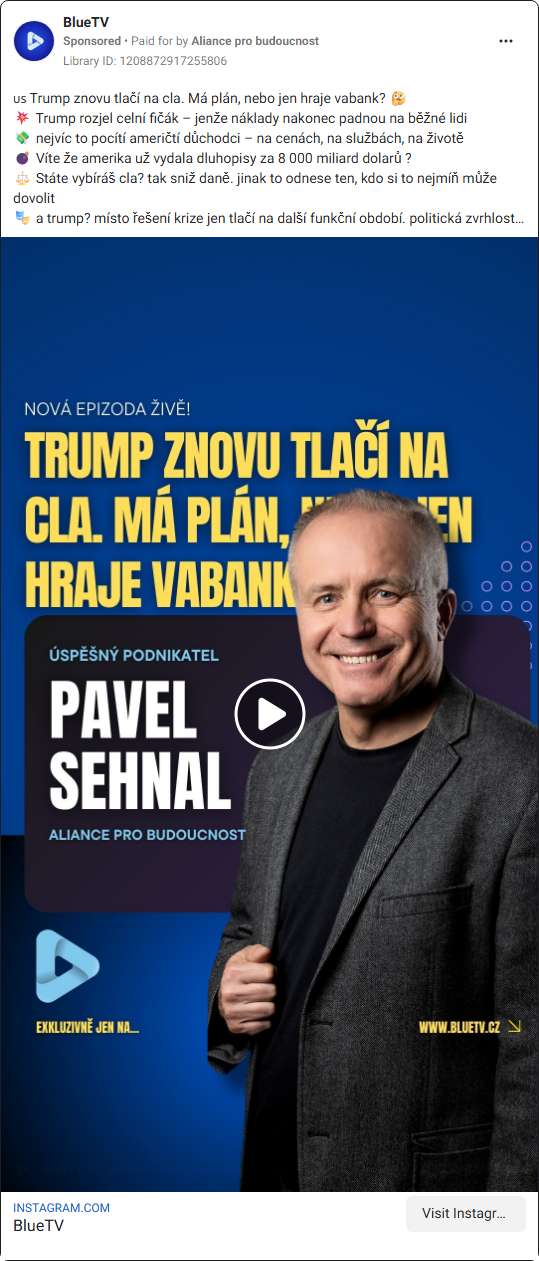 BlueTV
Sponsored • Paid for by Aliance pro budoucnost
Library ID: 1208872917255806
us Trump znovu tlačí na cla. Má plán, nebo jen hraje vabank? 🤔
💥 Trump rozjel celní fičák – jenže náklady nakonec padnou na běžné lidi
💸 nejvíc to pocítí američtí důchodci – na cenách, na službách, na životě
💣 Víte že amerika už vydala dluhopisy za 8 000 miliard dolarů ?
⚖️ Státe vybíráš cla? tak sniž daně. jinak to odnese ten, kdo si to nejmíň může
dovolit
🎭 a trump? místo řešení krize jen tlačí na další funkční období. politická zvrhlost...
NOVÁ EPIZODA ŽIVĚ!
TRUMP ZNOVU TLAČÍ NA
CLA. MÁ PLÁN, JEN
HRAJE VABANK
ÚSPĚŠNÝ PODNIKATEL
PAVEL
SEHNAL
ALIANCE PRO BUDOUCNOST
EXKLUZIVNĚ JEN NA...
WWW.BLUETV.CZ
INSTAGRAM.COM
BlueTV
Visit Instagr...